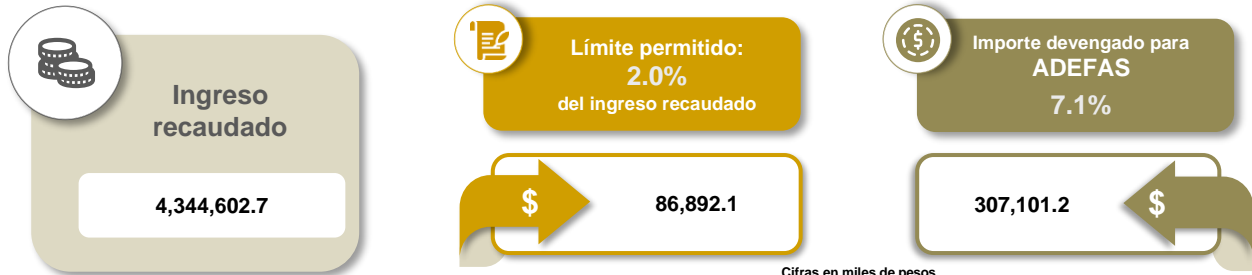 Ingreso
recaudado
4,344,602.7
Límite permitido:
2.0%
del ingreso recaudado
$
86,892.1
Importe devengado para
ADEFAS
7.1%
307,101.2
$
Cifras en miles de pesos